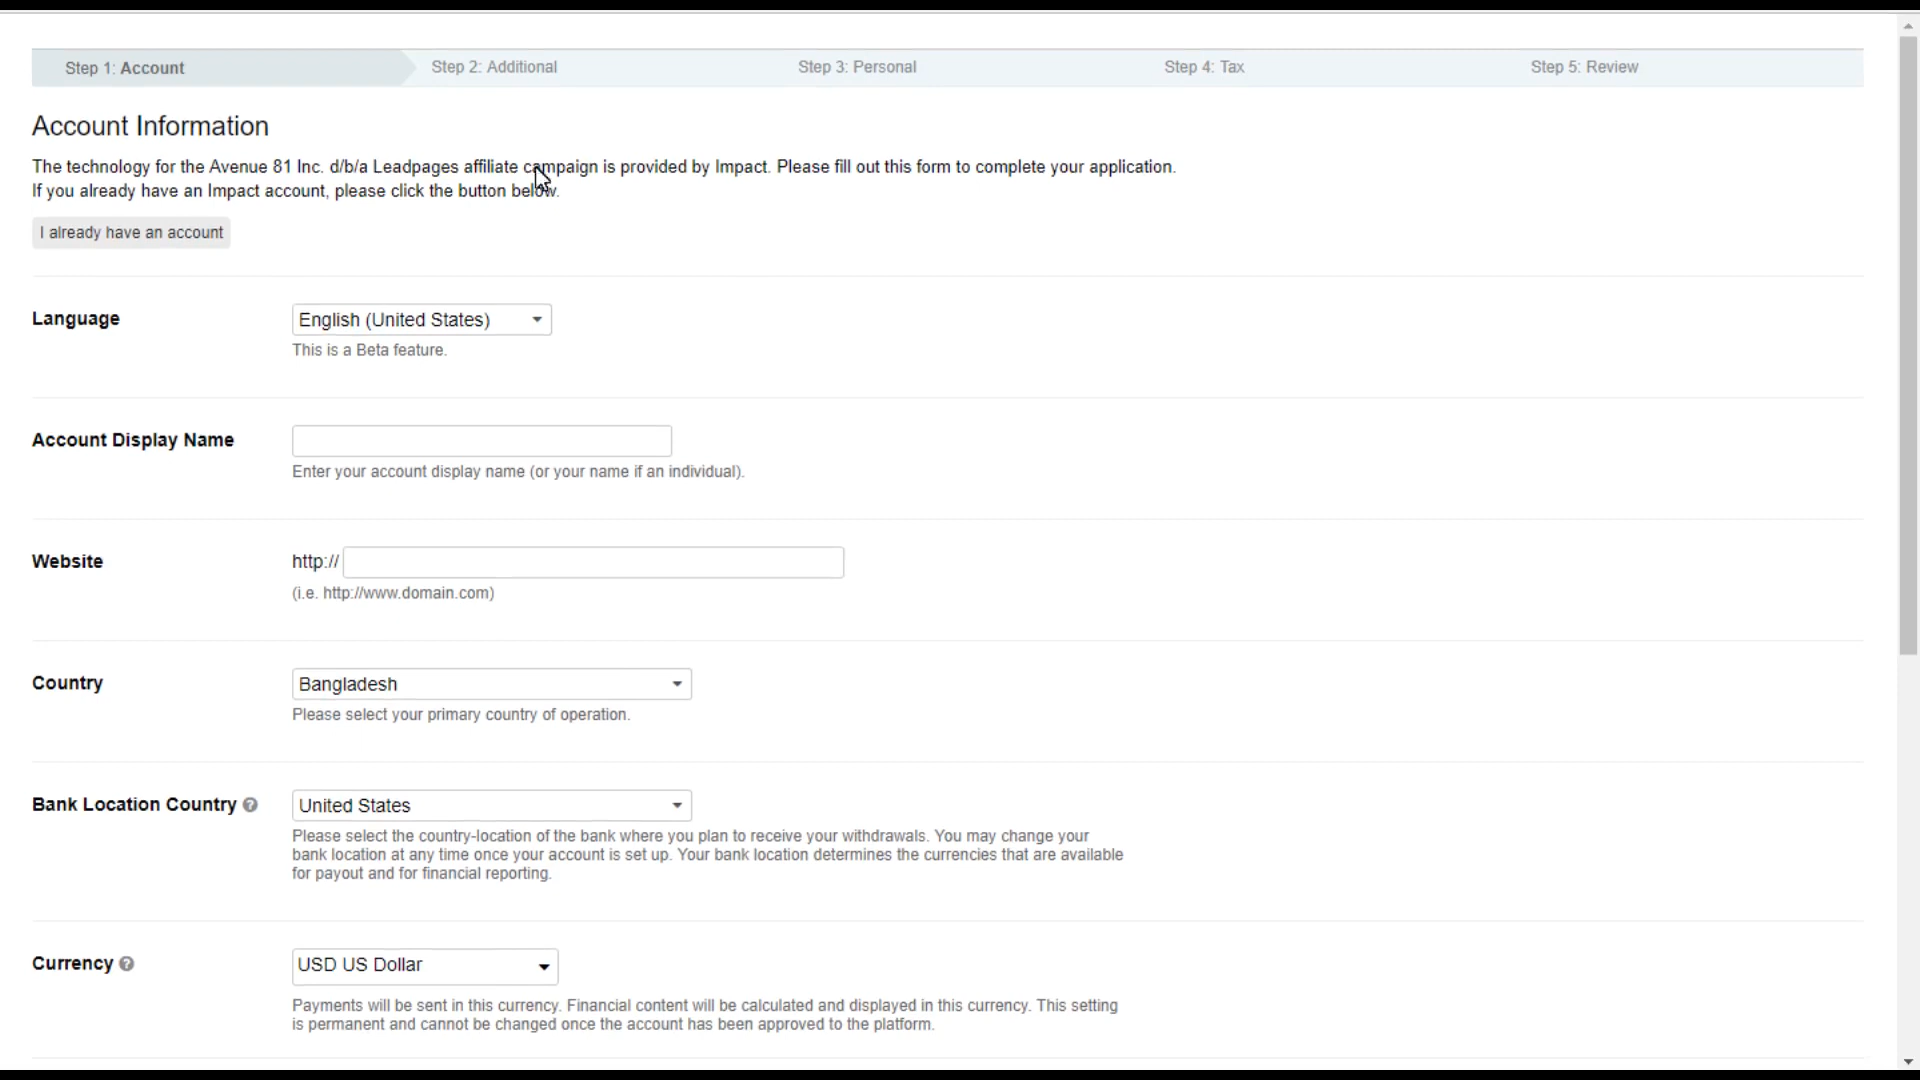 Step 1: Account
Step 2: Additional
Step 3: Personal
Step 4: Tax
Step 5: Review
Account Information
The technology for the Avenue 81 Inc. d/b/a Leadpages affiliate campaign is provided by Impact. Please fill out this form to complete your application.
If you already have an Impact account, please click the button below.
I already have an account
Language
English (United States)
This is a Beta feature.
Account Display Name
Enter your account display name (or your name if an individual).
Website
http://
(i.e. http://www.domain.com)
Country
Bangladesh
Please select your primary country of operation.
Bank Location Country ?
United States
Please select the country-location of the bank where you plan to receive your withdrawals. You may change your
bank location at any time once your account is set up. Your bank location determines the currencies that are available
for payout and for financial reporting.
Currency ?
USD US Dollar
Payments will be sent in this currency. Financial content will be calculated and displayed in this currency. This setting
is permanent and cannot be changed once the account has been approved to the platform.